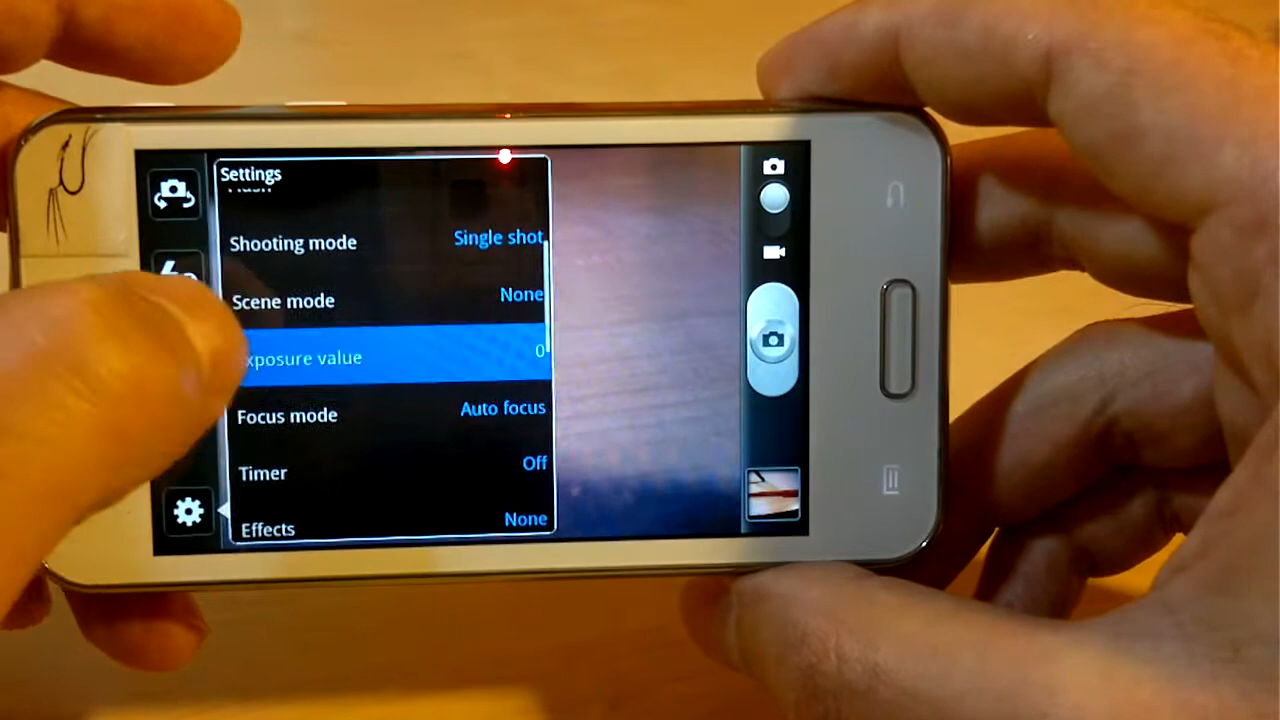 Settings
Flash
Shooting mode Single shot
Scene mode None
xposure value 0
Focus mode Auto focus
Timer Off
Effects None